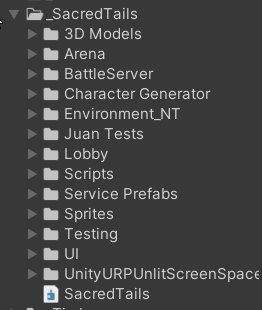 _SacredTails
3D Models
Arena
BattleServer
Character Generator
Environment_NT
Juan Tests
Lobby
Scripts
Service Prefabs
Sprites
Testing
UI
UnityURPUnlitScreenSpace
SacredTails